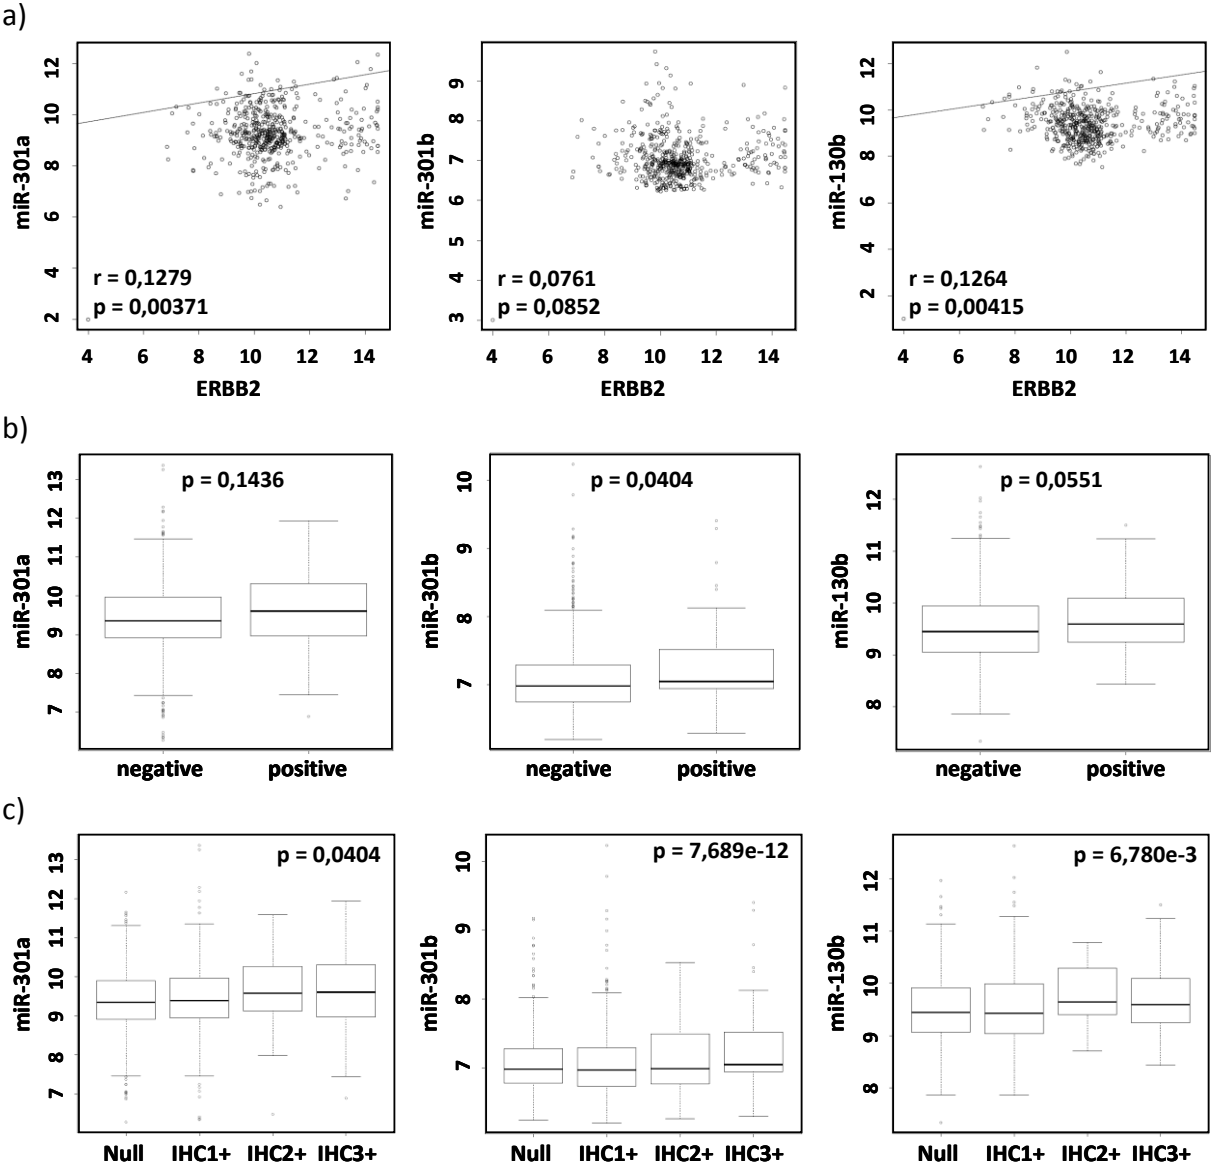 a)
miR-301a
12
10
8
6
4
2
r = 0,1279
p = 0,00371
4 6 8 10 12 14
ERBB2
miR-301b
9
8
7
6
5
4
3
r = 0,0761
p = 0,0852
4 6 8 10 12 14
ERBB2
miR-130b
12
10
8
6
4
2
r = 0,1264
p = 0,00415
4 6 8 10 12 14
ERBB2
b)
miR-301a
13
12
11
10
9
8
7
p = 0,1436
negative positive
miR-301b
10
9
8
7
p = 0,0404
negative positive
miR-130b
12
11
10
9
8
p = 0,0551
negative positive
c)
miR-301a
13
12
11
10
9
8
7
p = 0,0404
Null IHC1+ IHC2+ IHC3+
miR-301b
10
9
8
7
p = 7,689e-12
Null IHC1+ IHC2+ IHC3+
miR-130b
12
11
10
9
8
p = 6,780e-3
Null IHC1+ IHC2+ IHC3+